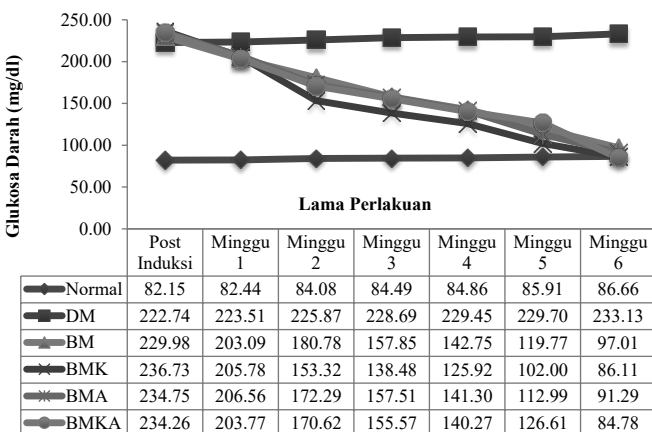 250.00
200.00
150.00
100.00
50.00
0.00
Glukosa Darah (mg/dl)
Lama Perlakuan
Post Induksi Minggu 1 Minggu 2 Minggu 3 Minggu 4 Minggu 5 Minggu 6
Normal 82.15 82.44 84.08 84.49 84.86 85.91 86.66
DM 222.74 223.51 225.87 228.69 229.45 229.70 233.13
BM 229.98 203.09 180.78 157.85 142.75 119.77 97.01
BMK 236.73 205.78 153.32 138.48 125.92 102.00 86.11
BMA 234.75 206.56 172.29 157.51 141.30 112.99 91.29
BMKA 234.26 203.77 170.62 155.57 140.27 126.61 84.78